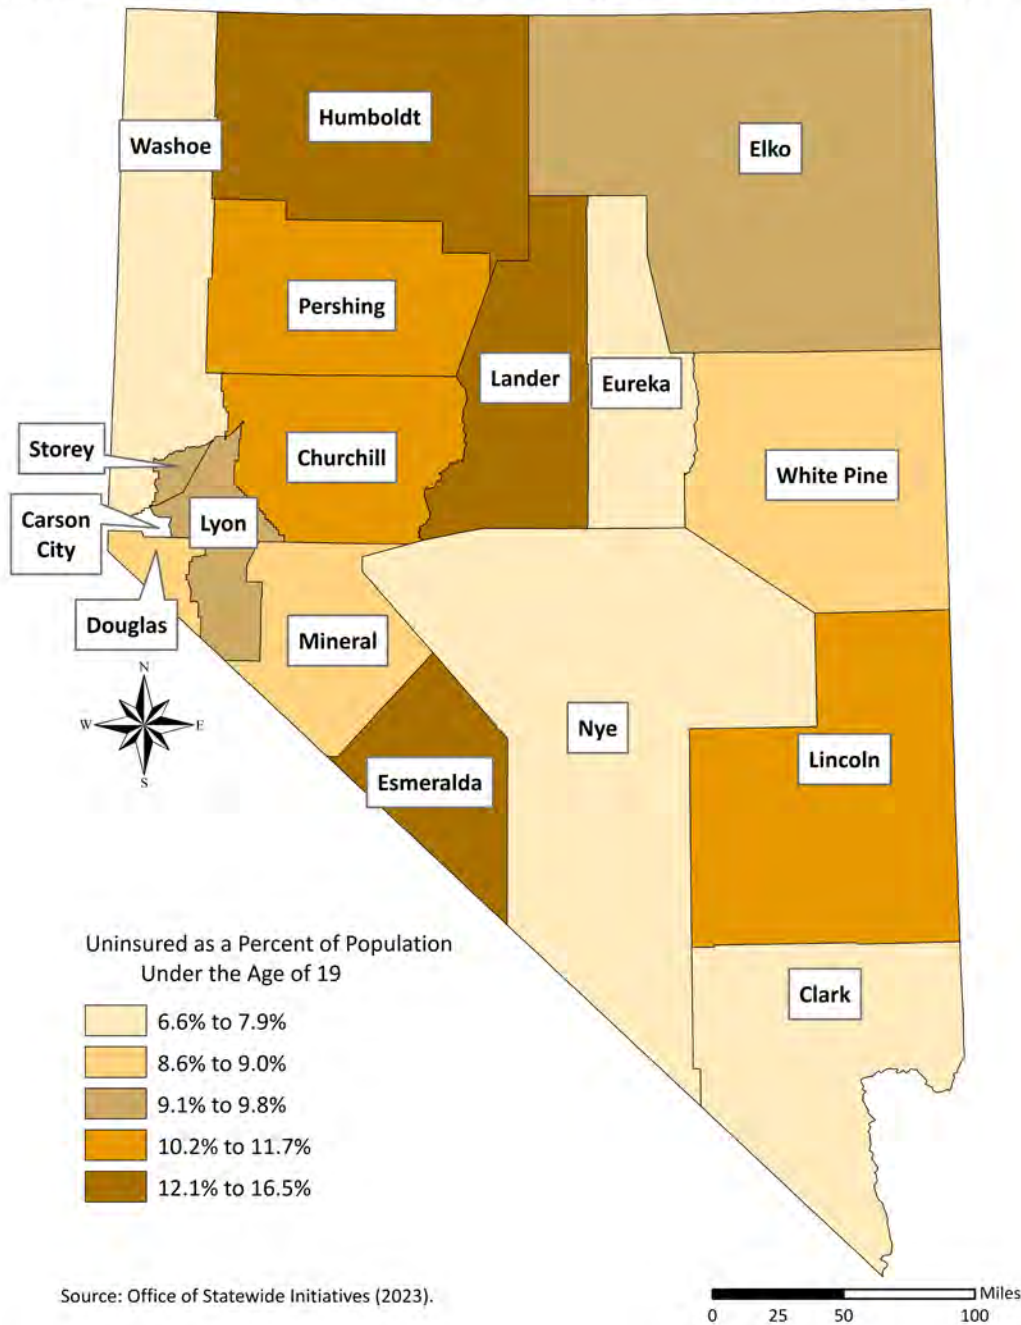 Humboldt
Washoe
Elko
Pershing
Lander
Eureka
Storey
Churchill
White Pine
Carson
City
Lyon
Douglas
Mineral
N
W
E
S
Nye
Lincoln
Esmeralda
Uninsured as a Percent of Population
Under the Age of 19
Clark
6.6% to 7.9%
8.6% to 9.0%
9.1% to 9.8%
10.2% to 11.7%
12.1% to 16.5%
Source: Office of Statewide Initiatives (2023).
Miles
0 25 50 100